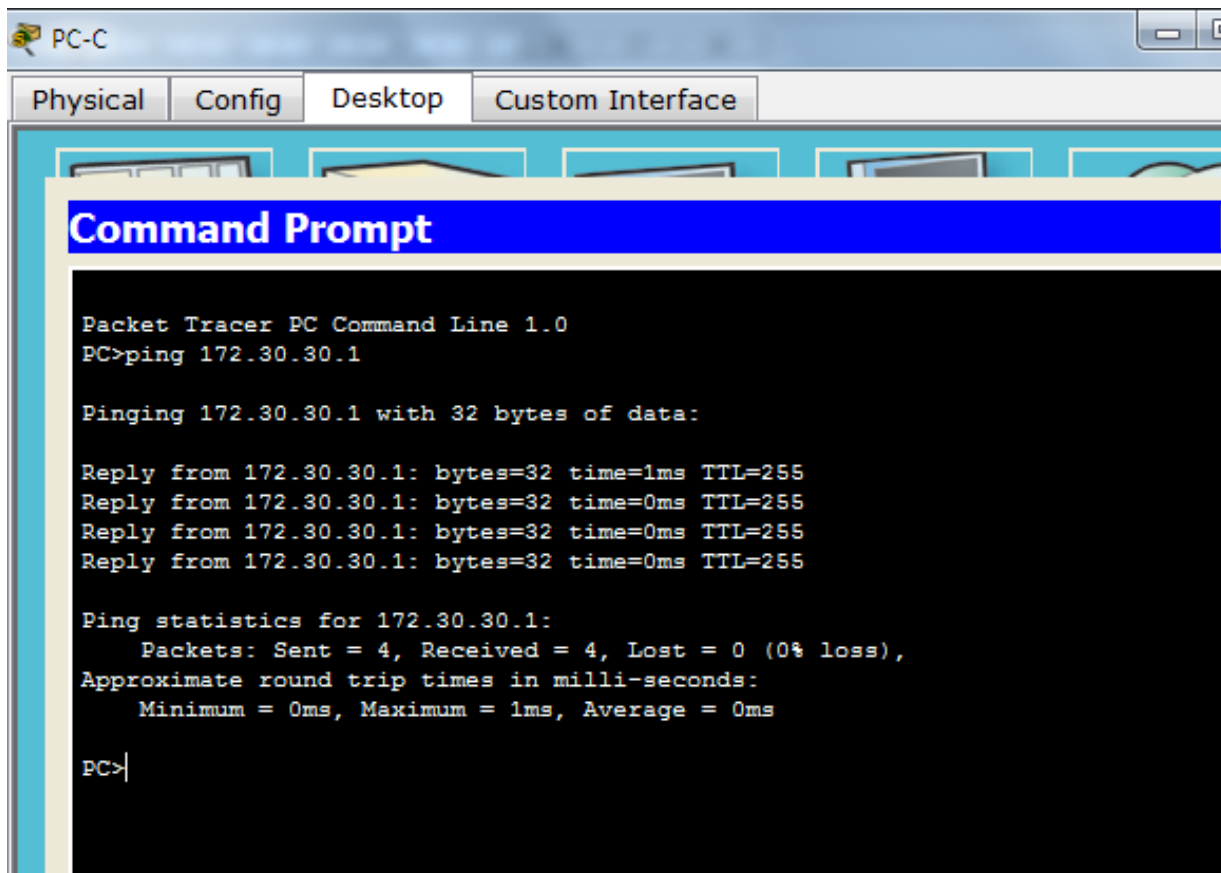 PC-C
Physical Config Desktop Custom Interface
Command Prompt
Packet Tracer PC Command Line 1.0
PC>ping 172.30.30.1
Pinging 172.30.30.1 with 32 bytes of data:
Reply from 172.30.30.1: bytes=32 time=1ms TTL=255
Reply from 172.30.30.1: bytes=32 time=0ms TTL=255
Reply from 172.30.30.1: bytes=32 time=0ms TTL=255
Reply from 172.30.30.1: bytes=32 time=0ms TTL=255
Ping statistics for 172.30.30.1:
Packets: Sent = 4, Received = 4, Lost = 0 (0% loss),
Approximate round trip times in milli-seconds:
Minimum = 0ms, Maximum = 1ms, Average = 0ms
PC>